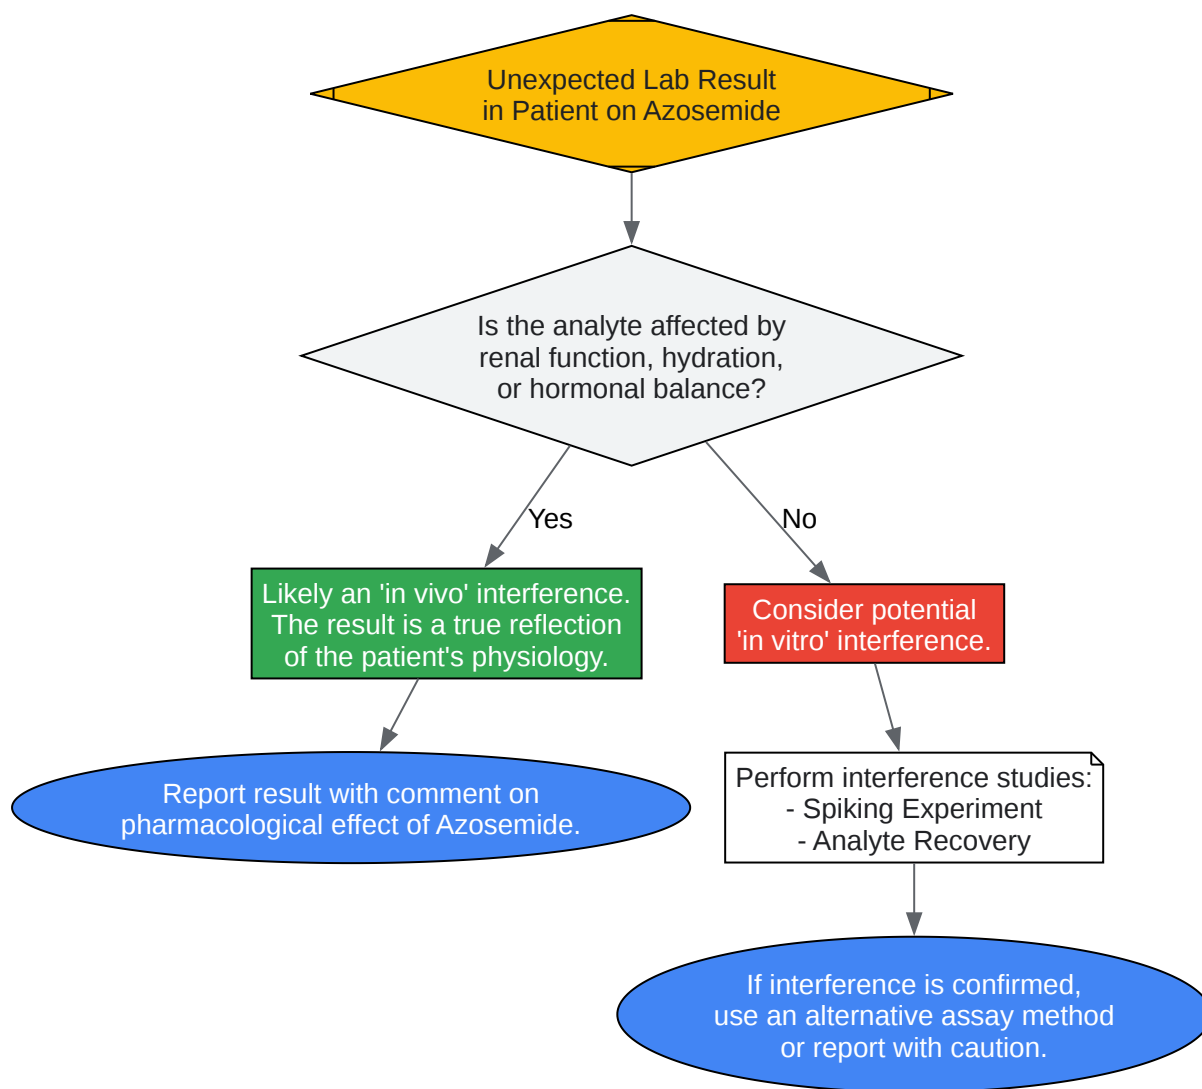 Unexpected Lab Result
in Patient on Azosemide
Is the analyte affected by
renal function, hydration,
or hormonal balance?
Yes
No
Likely an 'in vivo' interference.
The result is a true reflection
of the patient's physiology.
Consider potential
'in vitro' interference.
Report result with comment on
pharmacological effect of Azosemide.
Perform interference studies:
- Spiking Experiment
- Analyte Recovery
If interference is confirmed,
use an alternative assay method
or report with caution.